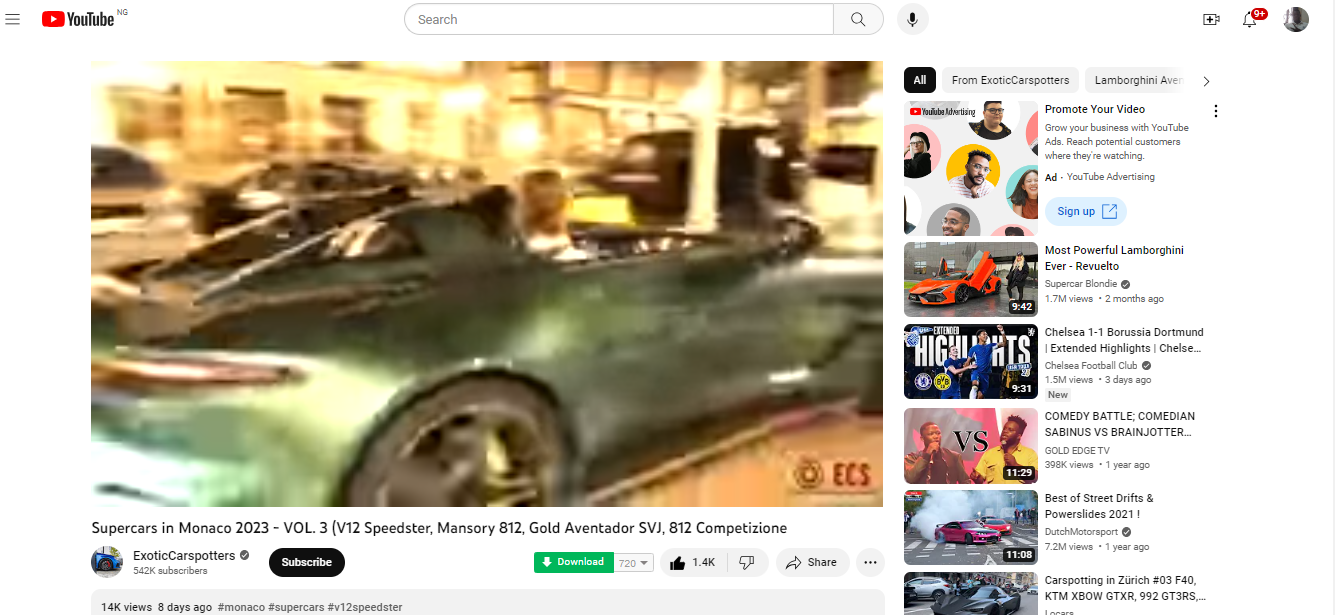 YouTube NG
Search
9+
ECS
Supercars in Monaco 2023 - VOL. 3 (V12 Speedster, Mansory 812, Gold Aventador SVJ, 812 Competizione
ExoticCarspotters
542K subscribers
Subscribe
Download
720
1.4K
Share
14K views 8 days ago #monaco #supercars #v12speedster
All
From ExoticCarspotters
Lamborghini Aven
YouTube Advertising
Promote Your Video
Grow your business with YouTube
Ads. Reach potential customers
where they're watching.
Ad · YouTube Advertising
Sign up
9:42
Most Powerful Lamborghini
Ever - Revuelto
Supercar Blondie
1.7M views • 2 months ago
EXTENDED
HIGHLIGHTS
9:31
Chelsea 1-1 Borussia Dortmund
| Extended Highlights | Chelse...
Chelsea Football Club
1.5M views • 3 days ago
New
VS
11:29
COMEDY BATTLE; COMEDIAN
SABINUS VS BRAINJOTTER...
GOLD EDGE TV
398K views • 1 year ago
11:08
Best of Street Drifts &
Powerslides 2021 !
DutchMotorsport
7.2M views • 1 year ago
Carspotting in Zürich #03 F40,
KTM XBOW GTXR, 992 GT3RS,...
Locars